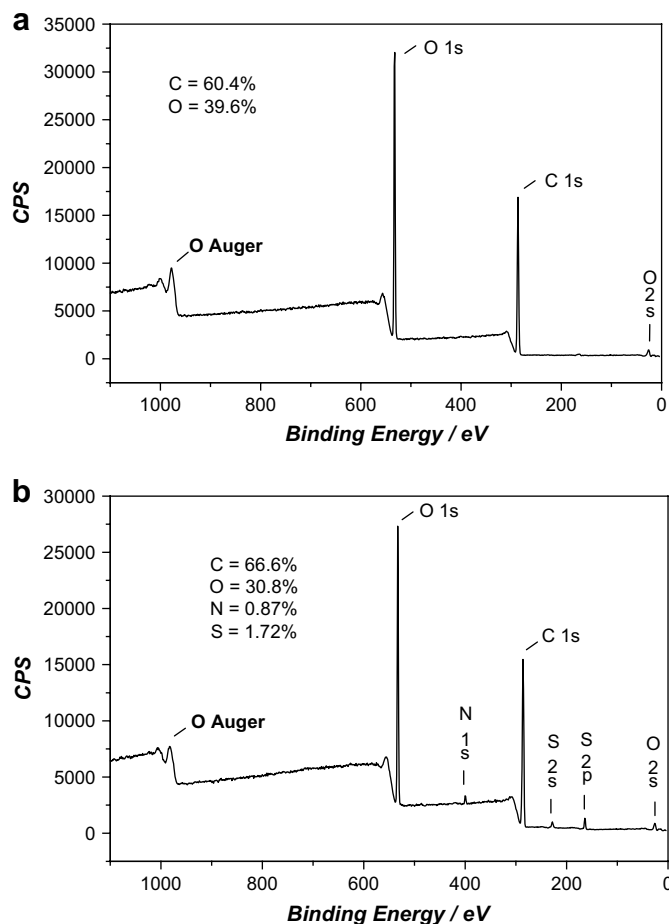 a
35000
30000
25000
20000
15000
10000
5000
0
CPS
C = 60.4%
O = 39.6%
O 1s
C 1s
O Auger
O
2
s
1000 800 600 400 200 0
Binding Energy / eV
b
30000
25000
20000
15000
10000
5000
0
CPS
C = 66.6%
O = 30.8%
N = 0.87%
S = 1.72%
O 1s
C 1s
O Auger
N
1
s
S
2
s
S
2
p
O
2
s
1000 800 600 400 200 0
Binding Energy / eV